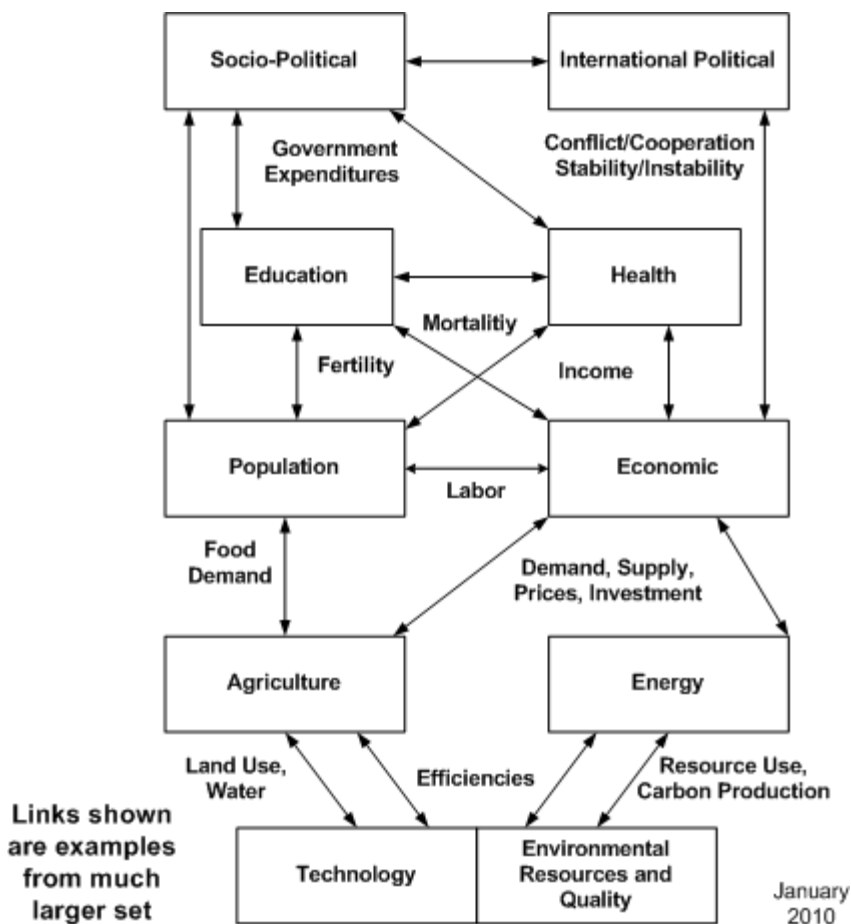 Socio-Political
International Political
Government
Expenditures
Conflict/Cooperation
Stability/Instability
Education
Health
Mortalitiy
Fertility
Income
Population
Economic
Labor
Food
Demand
Demand, Supply,
Prices, Investment
Agriculture
Energy
Land Use,
Water
Efficiencies
Resource Use,
Carbon Production
Links shown
are examples
from much
larger set
Technology
Environmental
Resources and
Quality
January
2010